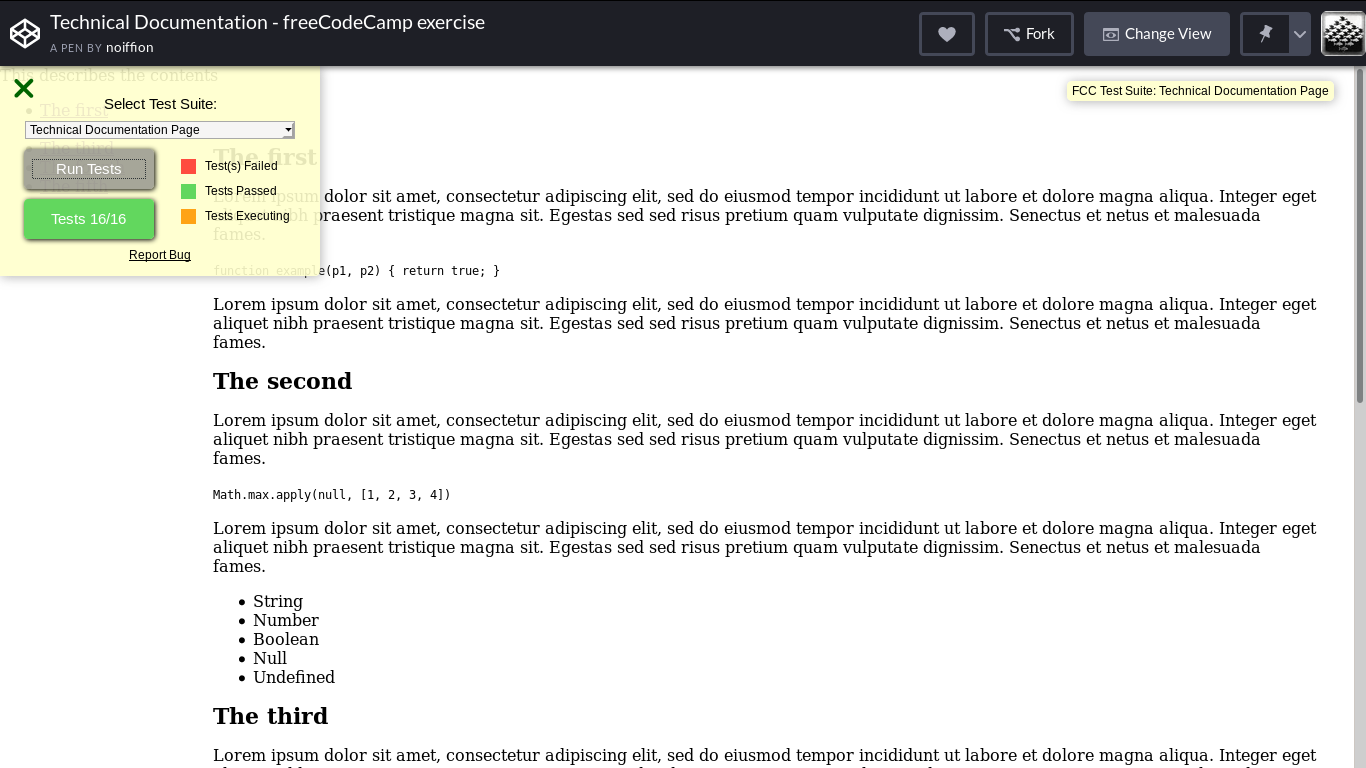 Technical Documentation - freeCodeCamp exercise
A PEN BY noiffion
Fork
Change View
This describes the contents
FCC Test Suite: Technical Documentation Page
Select Test Suite:
The first
Technical Documentation Page
The third
The first
Run Tests
Test(s) Failed
Tests Passed
Tests 16/16
Tests Executing
Report Bug
Lorem ipsum dolor sit amet, consectetur adipiscing elit, sed do eiusmod tempor incididunt ut labore et dolore magna aliqua. Integer eget
nibh praesent tristique magna sit. Egestas sed sed risus pretium quam vulputate dignissim. Senectus et netus et malesuada
fames.
function example(p1, p2) { return true; }
Lorem ipsum dolor sit amet, consectetur adipiscing elit, sed do eiusmod tempor incididunt ut labore et dolore magna aliqua. Integer eget
aliquet nibh praesent tristique magna sit. Egestas sed sed risus pretium quam vulputate dignissim. Senectus et netus et malesuada
fames.
The second
Lorem ipsum dolor sit amet, consectetur adipiscing elit, sed do eiusmod tempor incididunt ut labore et dolore magna aliqua. Integer eget
aliquet nibh praesent tristique magna sit. Egestas sed sed risus pretium quam vulputate dignissim. Senectus et netus et malesuada
fames.
Math.max.apply(null, [1, 2, 3, 4])
Lorem ipsum dolor sit amet, consectetur adipiscing elit, sed do eiusmod tempor incididunt ut labore et dolore magna aliqua. Integer eget
aliquet nibh praesent tristique magna sit. Egestas sed sed risus pretium quam vulputate dignissim. Senectus et netus et malesuada
fames.
String
Number
Boolean
Null
Undefined
The third
Lorem ipsum dolor sit amet, consectetur adipiscing elit, sed do eiusmod tempor incididunt ut labore et dolore magna aliqua. Integer eget